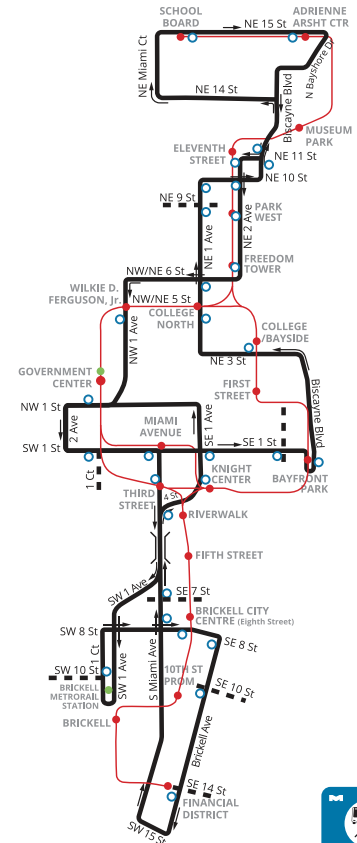 SCHOOL
BOARD
NE 15 St
ADRIENNE
ARSHT CTR
NE Miami Ct
NE 14 St
Biscayne Blvd
N Bayshore Dr
MUSEUM
PARK
ELEVENTH
STREET
NE 11 St
NE 10 St
NE 9 St
PARK
WEST
NE 1 Ave
NE 2 Ave
FREEDOM
TOWER
NW/NE 6 St
WILKIE D.
FERGUSON, Jr.
NW/NE 5 St
COLLEGE
NORTH
NW 1 Ave
COLLEGE
/BAYSIDE
NE 3 St
GOVERNMENT
CENTER
FIRST
STREET
Biscayne Blvd
NW 1 St
2 Ave
SW 1 St
MIAMI
AVENUE
SE 1 Ave
SE 1 St
1 Ct
KNIGHT
CENTER
BAYFRONT
PARK
THIRD
STREET
4 St
RIVERWALK
FIFTH STREET
SW 1 Ave
SE 7 St
BRICKELL CITY
CENTRE (Eighth Street)
SW 8 St
SE 8 St
1 Ct
SW 1 Ave
S Miami Ave
SW 10 St
BRICKELL
METRORAIL
STATION
10TH ST
PROM
SE 10 St
BRICKELL
Brickell Ave
SE 14 St
FINANCIAL
DISTRICT
SW 15 St